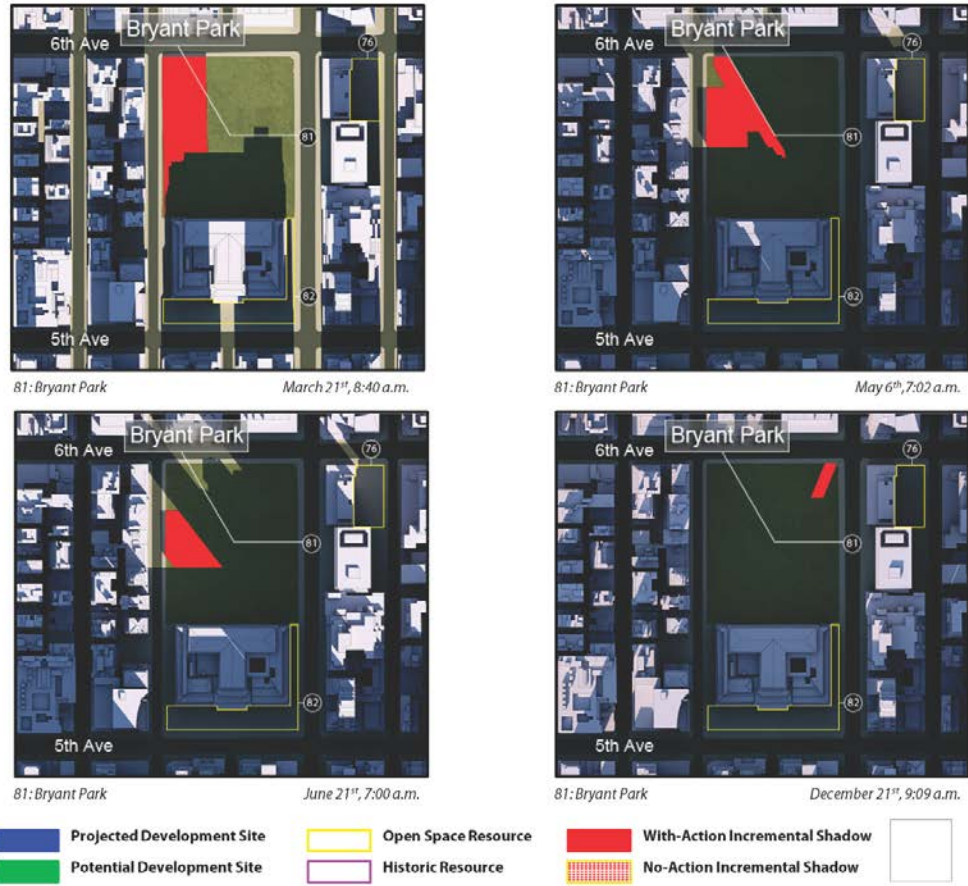 Bryant Park
6th Ave
76
81
82
5th Ave
81: Bryant Park March 21st, 8:40 a.m.
Bryant Park
6th Ave
76
81
82
5th Ave
81: Bryant Park May 6th, 7:02 a.m.
Bryant Park
6th Ave
76
81
82
5th Ave
81: Bryant Park June 21st, 7:00 a.m.
Bryant Park
6th Ave
76
81
82
5th Ave
81: Bryant Park December 21st, 9:09 a.m.
Projected Development Site Open Space Resource With-Action Incremental Shadow
Potential Development Site Historic Resource No-Action Incremental Shadow